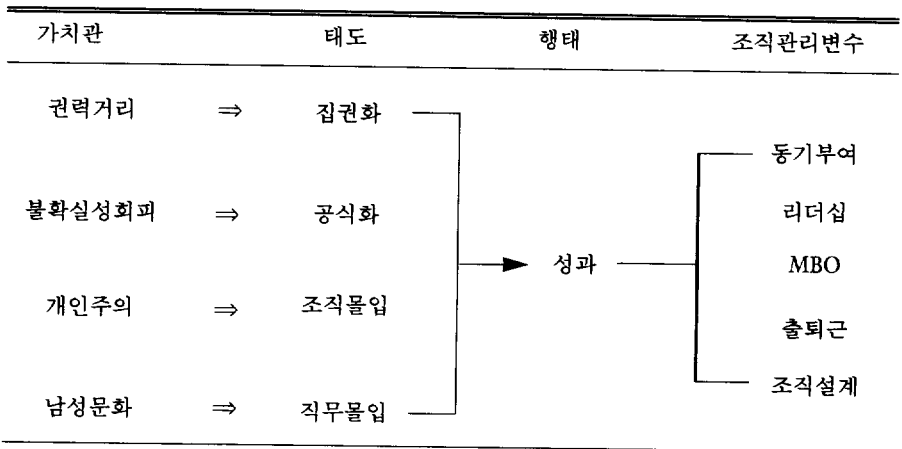 가치관 태도 행태 조직관리변수
권력거리 ⇒ 집권화
동기부여
불확실성회피 ⇒ 공식화 리더십
성과 MBO
개인주의 ⇒ 조직몰입
출퇴근
조직설계
남성문화 ⇒ 직무몰입